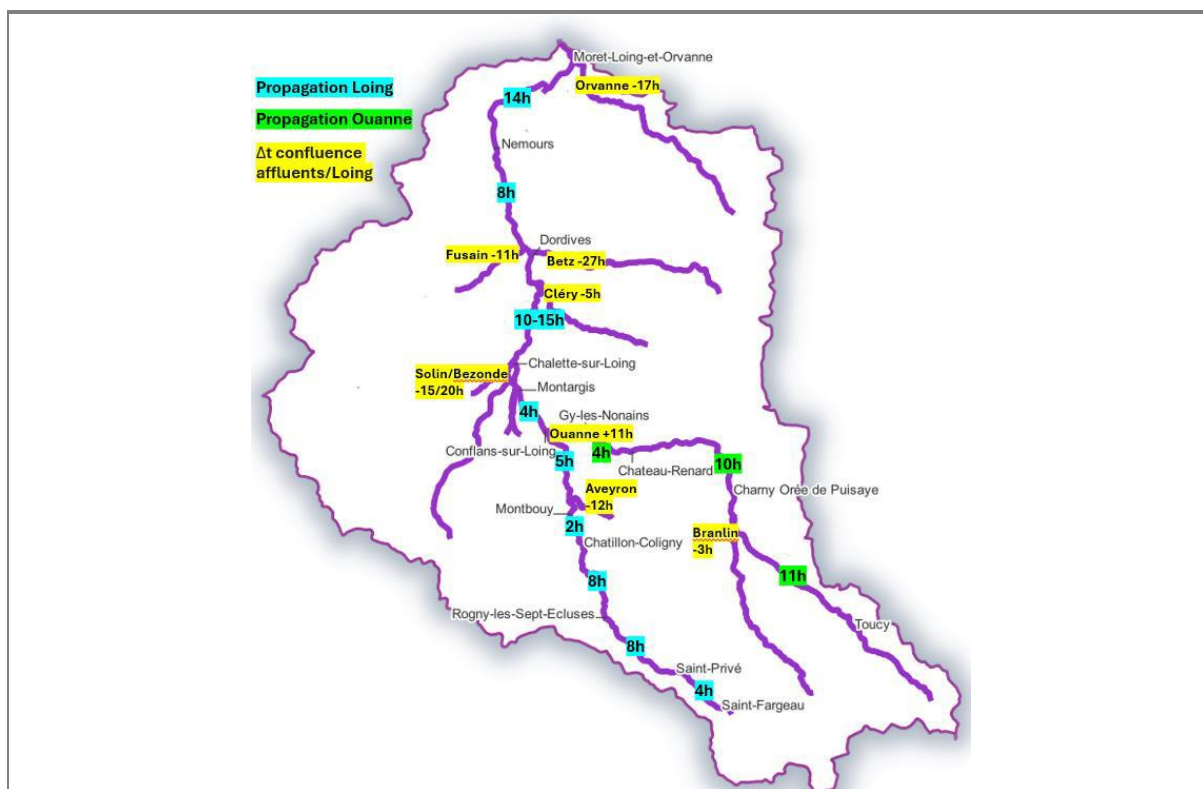 Moret-Loing-et-Orvanne
Propagation Loing
Orvanne -17h
14h
Propagation Ouanne
Nemours
Δt confluence
affluents/Loing
8h
Dordives
Fusain -11h
Betz -27h
Cléry -5h
10-15h
Chalette-sur-Loing
Solin/Bezonde
-15/20h
Montargis
4h
Gy-les-Nonains
Ouanne +11h
Conflans-sur-Loing
4h
5h
Chateau-Renard
10h
Aveyron
-12h
Charny Orée de Puisaye
Montbouy
2h
Branlin
-3h
Chatillon-Coligny
11h
8h
Rogny-les-Sept-Ecluses
Toucy
8h
Saint-Privé
4h
Saint-Fargeau